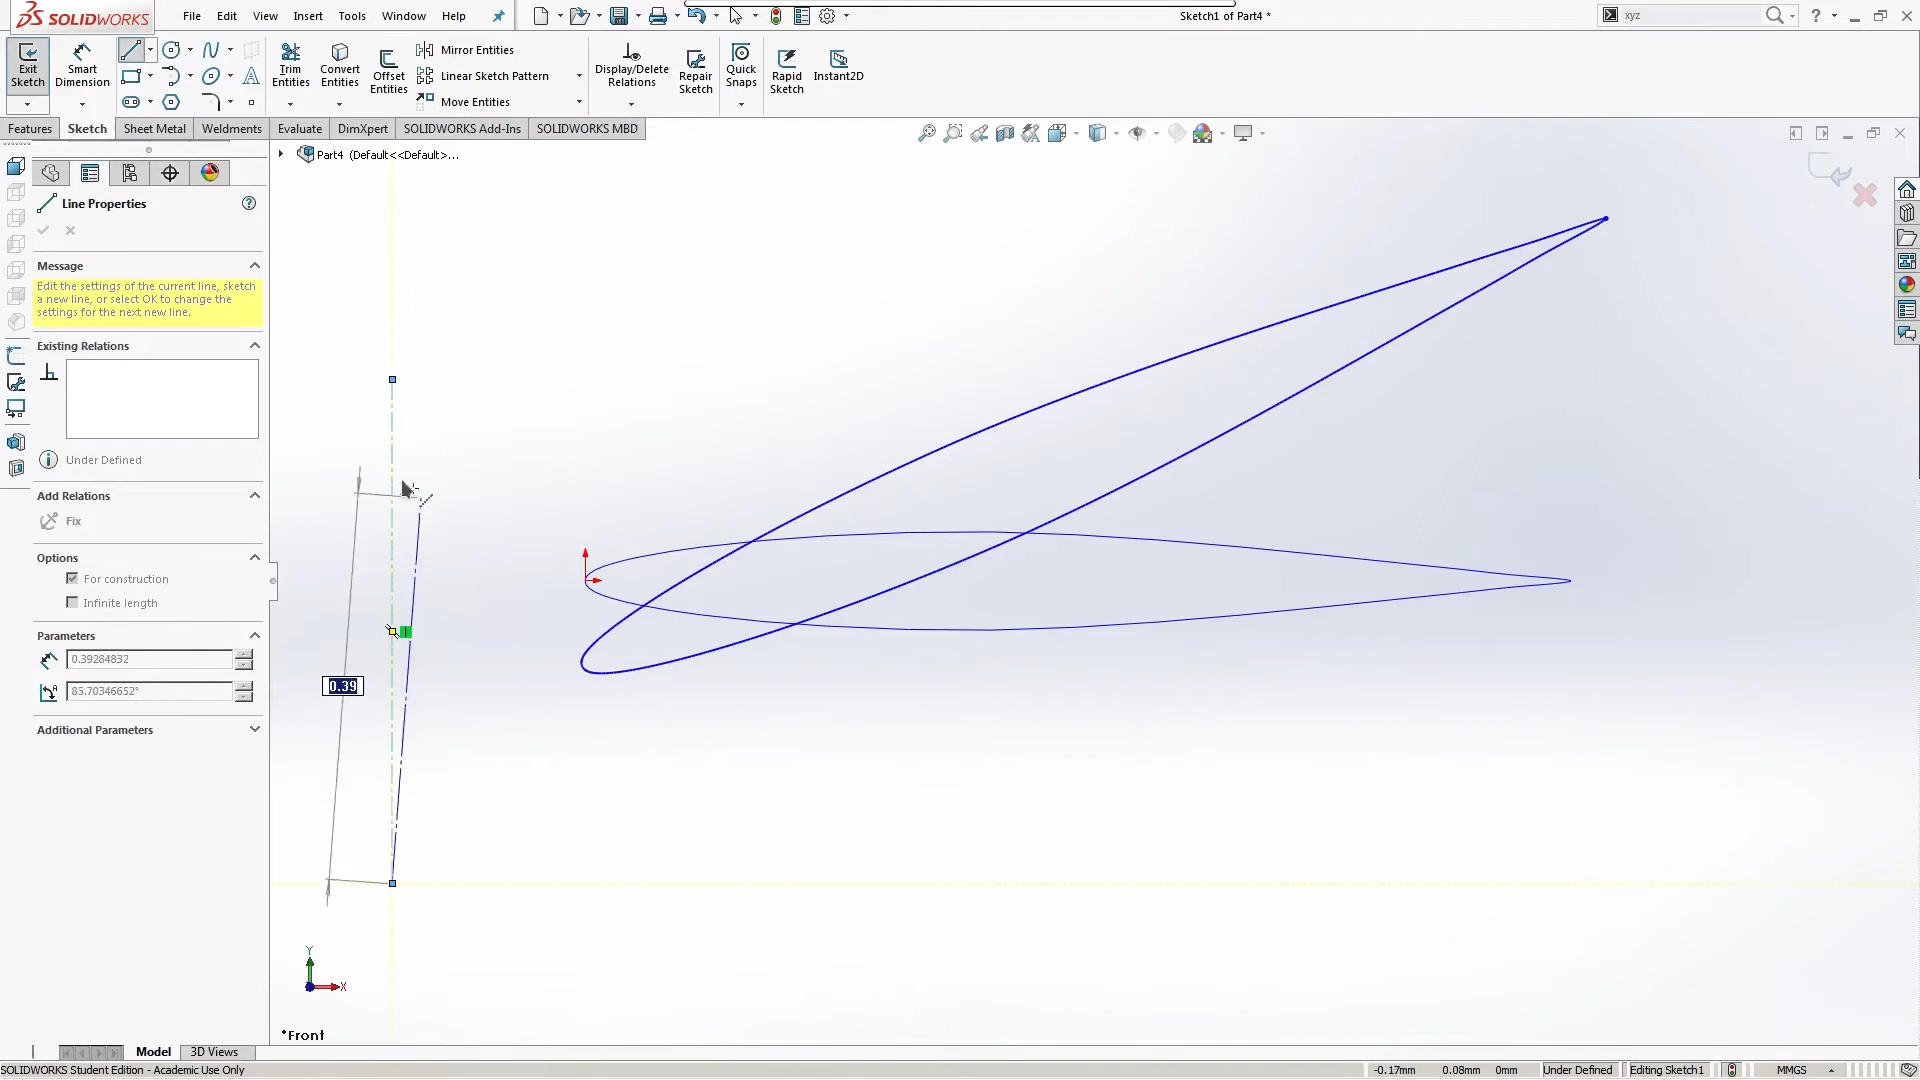 SOLIDWORKS
File Edit View Insert Tools Window Help
Sketch1 of Part4 *
xyz
Exit Sketch
Smart Dimension
Trim Entities
Convert Entities
Offset Entities
Mirror Entities
Linear Sketch Pattern
Move Entities
Display/Delete Relations
Repair Sketch
Quick Snaps
Rapid Sketch
Instant2D
Features Sketch Sheet Metal Weldments Evaluate DimXpert SOLIDWORKS Add-Ins SOLIDWORKS MBD
Part4 (Default<<Default>...
Line Properties
Message
Edit the settings of the current line, sketch
a new line, or select OK to change the
settings for the next new line.
Existing Relations
Under Defined
Add Relations
Fix
Options
For construction
Infinite length
Parameters
0.39284832
85.70346652°
Additional Parameters
0.39
Y
X
*Front
Model 3D Views
SOLIDWORKS Student Edition - Academic Use Only
-0.17mm 0.08mm 0mm Under Defined Editing Sketch1 MMGS